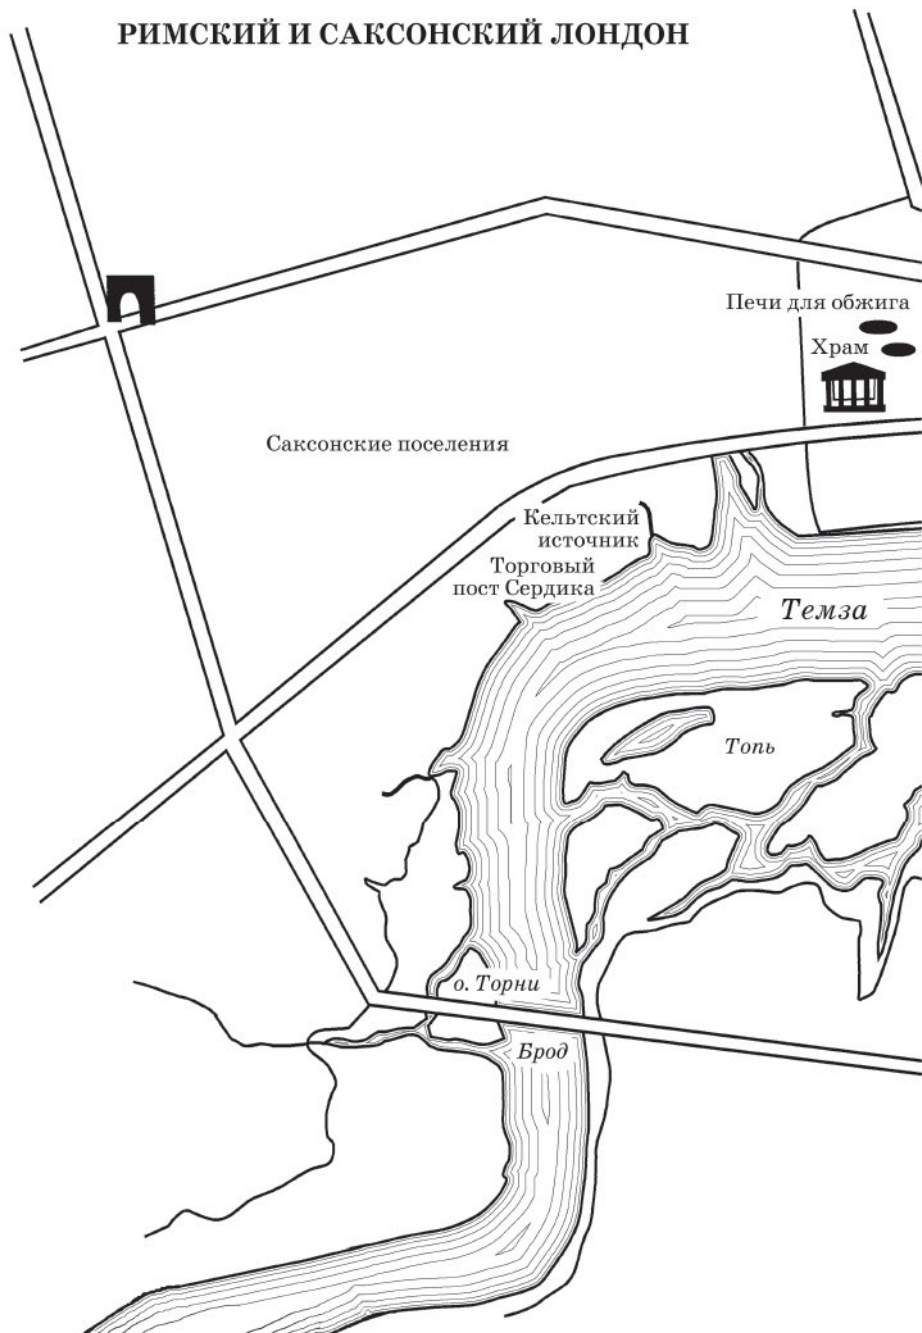 РИМСКИЙ И САКСОНСКИЙ ЛОНДОН
Печи для обжига
Храм
Саксонские поселения
Кельтский
источник
Торговый
пост Сердика
Темза
Топь
о. Торни
Брод